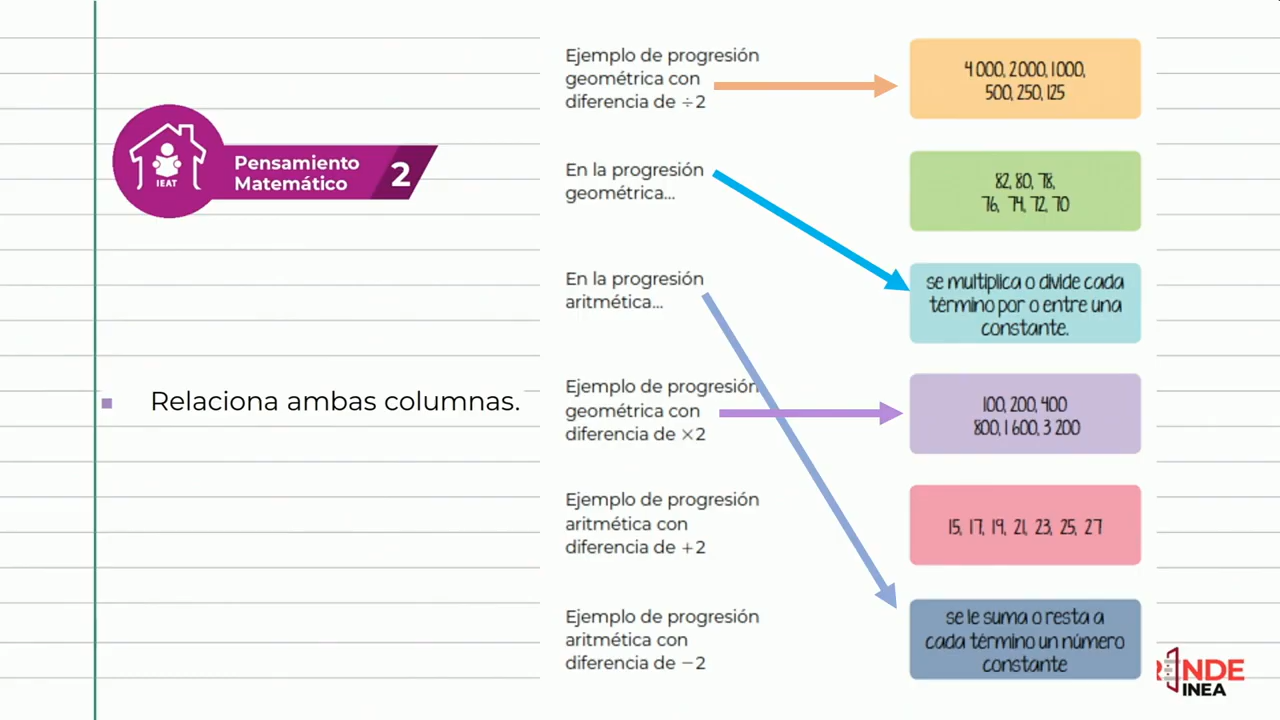 IEAT
Pensamiento
Matemático
2
Relaciona ambas columnas.
Ejemplo de progresión
geométrica con
diferencia de ÷2
En la progresión
geométrica...
En la progresión
aritmética...
Ejemplo de progresión
geométrica con
diferencia de ×2
Ejemplo de progresión
aritmética con
diferencia de +2
Ejemplo de progresión
aritmética con
diferencia de −2
4 000, 2 000, 1 000,
500, 250, 125
82, 80, 78,
76, 74, 72, 70
se multiplica o divide cada
término por o entre una
constante.
100, 200, 400
800, 1 600, 3 200
15, 17, 19, 21, 23, 25, 27
se le suma o resta a
cada término un número
constante
NDE
INEA